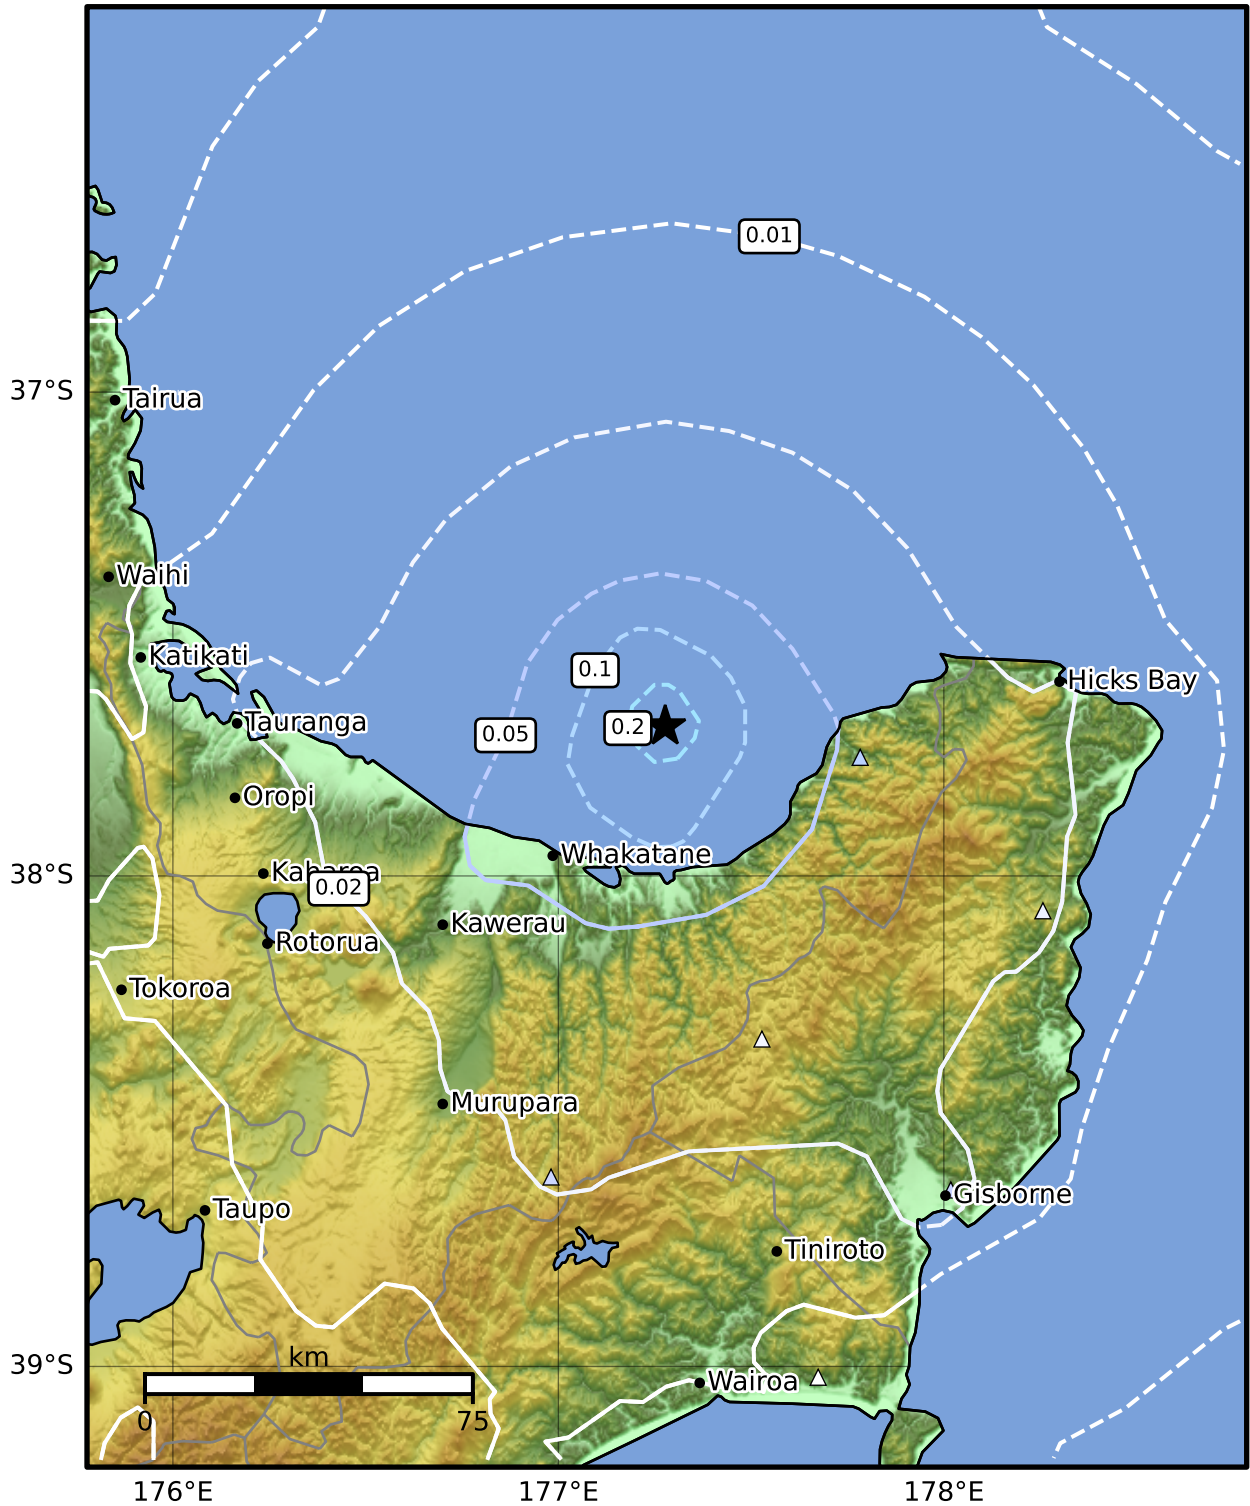 0.01
37°S
Tairua
Waihi
Katikati
0.1
Hicks Bay
Tauranga
0.2
0.05
Oropi
Whakatane
38°S
Kaharoa
0.02
Kawerau
Rotorua
Tokoroa
Murupara
Gisborne
Taupo
Tiniroto
km
39°S
Wairoa
0
75
176°E
177°E
178°E